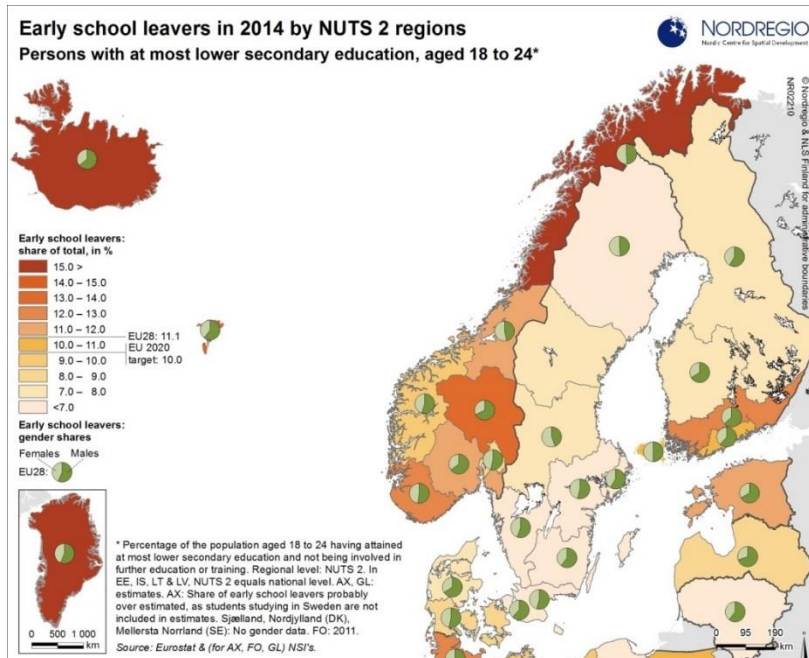 Early school leavers in 2014 by NUTS 2 regions
Persons with at most lower secondary education, aged 18 to 24*
NORDREGIO
Nordic Centre for Spatial Development
© Nordregio & NLS Finland for administrative boundaries
NR02210
Early school leavers:
share of total, in %
15.0 >
14.0 – 15.0
13.0 – 14.0
12.0 – 13.0
11.0 – 12.0
10.0 – 11.0
9.0 – 10.0
8.0 – 9.0
7.0 – 8.0
<7.0
EU28: 11.1
EU 2020
target: 10.0
Early school leavers:
gender shares
Females Males
EU28:
0 500 1 000
km
* Percentage of the population aged 18 to 24 having attained
at most lower secondary education and not being involved in
further education or training. Regional level: NUTS 2. In
EE, IS, LT & LV, NUTS 2 equals national level. AX, GL:
estimates. AX: Share of early school leavers probably
over estimated, as students studying in Sweden are not
included in estimates. Sjælland, Nordjylland (DK),
Mellersta Norrland (SE): No gender data. FO: 2011.
Source: Eurostat & (for AX, FO, GL) NSI's.
0 95 190
km